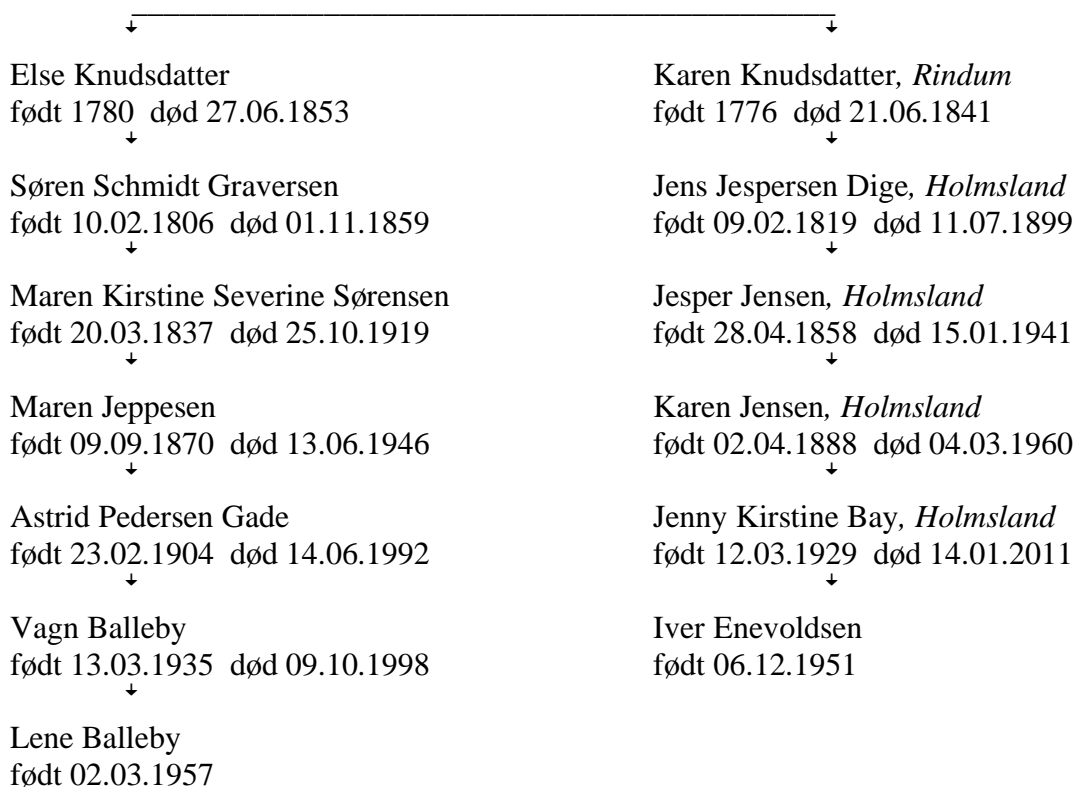 Else Knudsdatter
født 1780  død 27.06.1853
Søren Schmidt Graversen
født 10.02.1806  død 01.11.1859
Maren Kirstine Severine Sørensen
født 20.03.1837  død 25.10.1919
Maren Jeppesen
født 09.09.1870  død 13.06.1946
Astrid Pedersen Gade
født 23.02.1904  død 14.06.1992
Vagn Balleby
født 13.03.1935  død 09.10.1998
Lene Balleby
født 02.03.1957
Karen Knudsdatter, Rindum
født 1776  død 21.06.1841
Jens Jespersen Dige, Holmsland
født 09.02.1819  død 11.07.1899
Jesper Jensen, Holmsland
født 28.04.1858  død 15.01.1941
Karen Jensen, Holmsland
født 02.04.1888  død 04.03.1960
Jenny Kirstine Bay, Holmsland
født 12.03.1929  død 14.01.2011
Iver Enevoldsen
født 06.12.1951